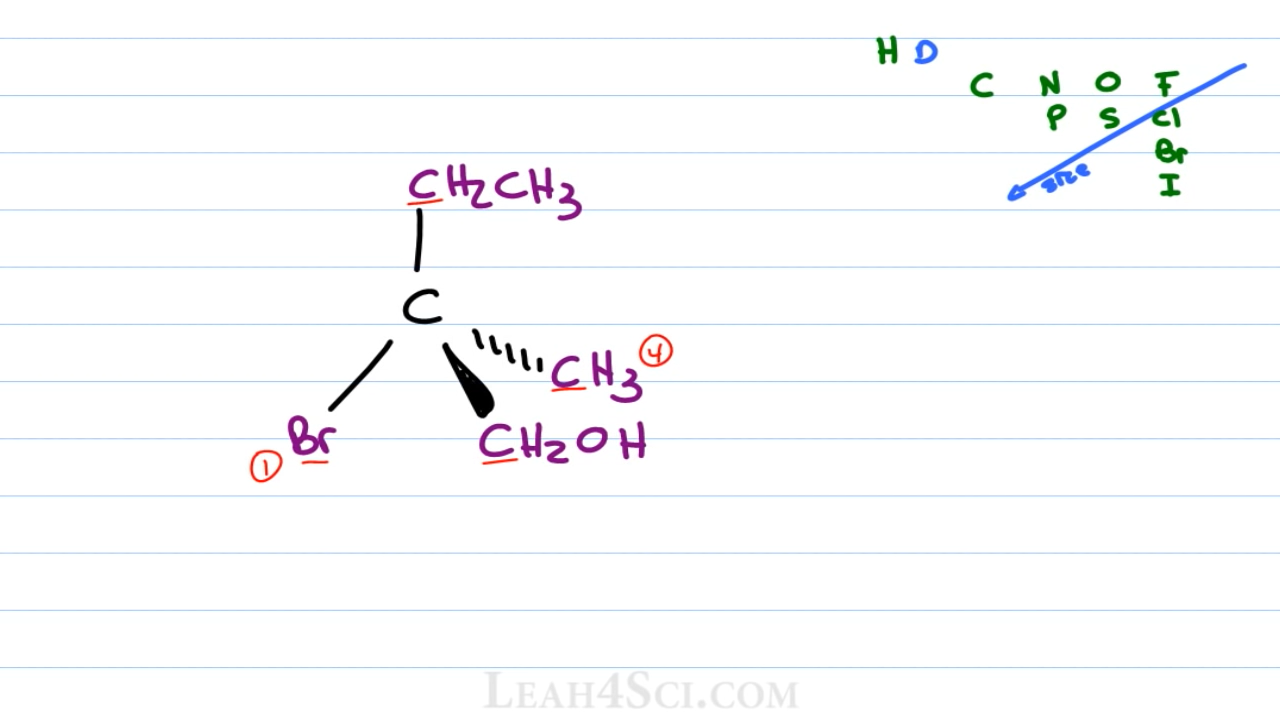 H D
C N O F
P S Cl
Br
I
size
CH2CH3
C
CH3 4
Br CH2OH
1
LEAH4SCI.COM